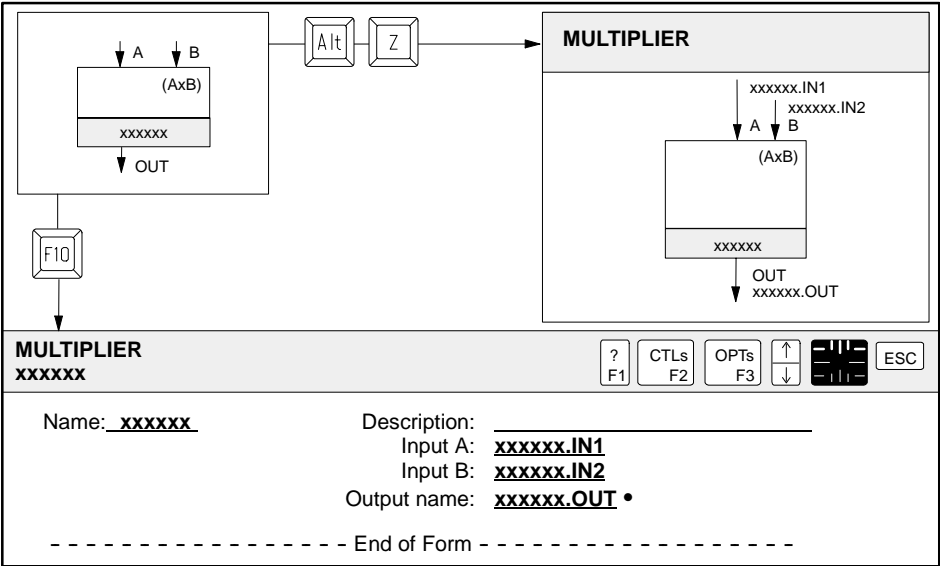 A B
(AxB)
xxxxxx
OUT
Alt Z
F10
MULTIPLIER
xxxxxx.IN1
xxxxxx.IN2
A B
(AxB)
xxxxxx
OUT
xxxxxx.OUT
MULTIPLIER
xxxxxx
? F1
CTLs F2
OPTs F3
↑ ↓
ESC
Name: xxxxxx
Description:
Input A: xxxxxx.IN1
Input B: xxxxxx.IN2
Output name: xxxxxx.OUT •
- - - - - - - - - - - - - - - - - - End of Form - - - - - - - - - - - - - - - - - - -